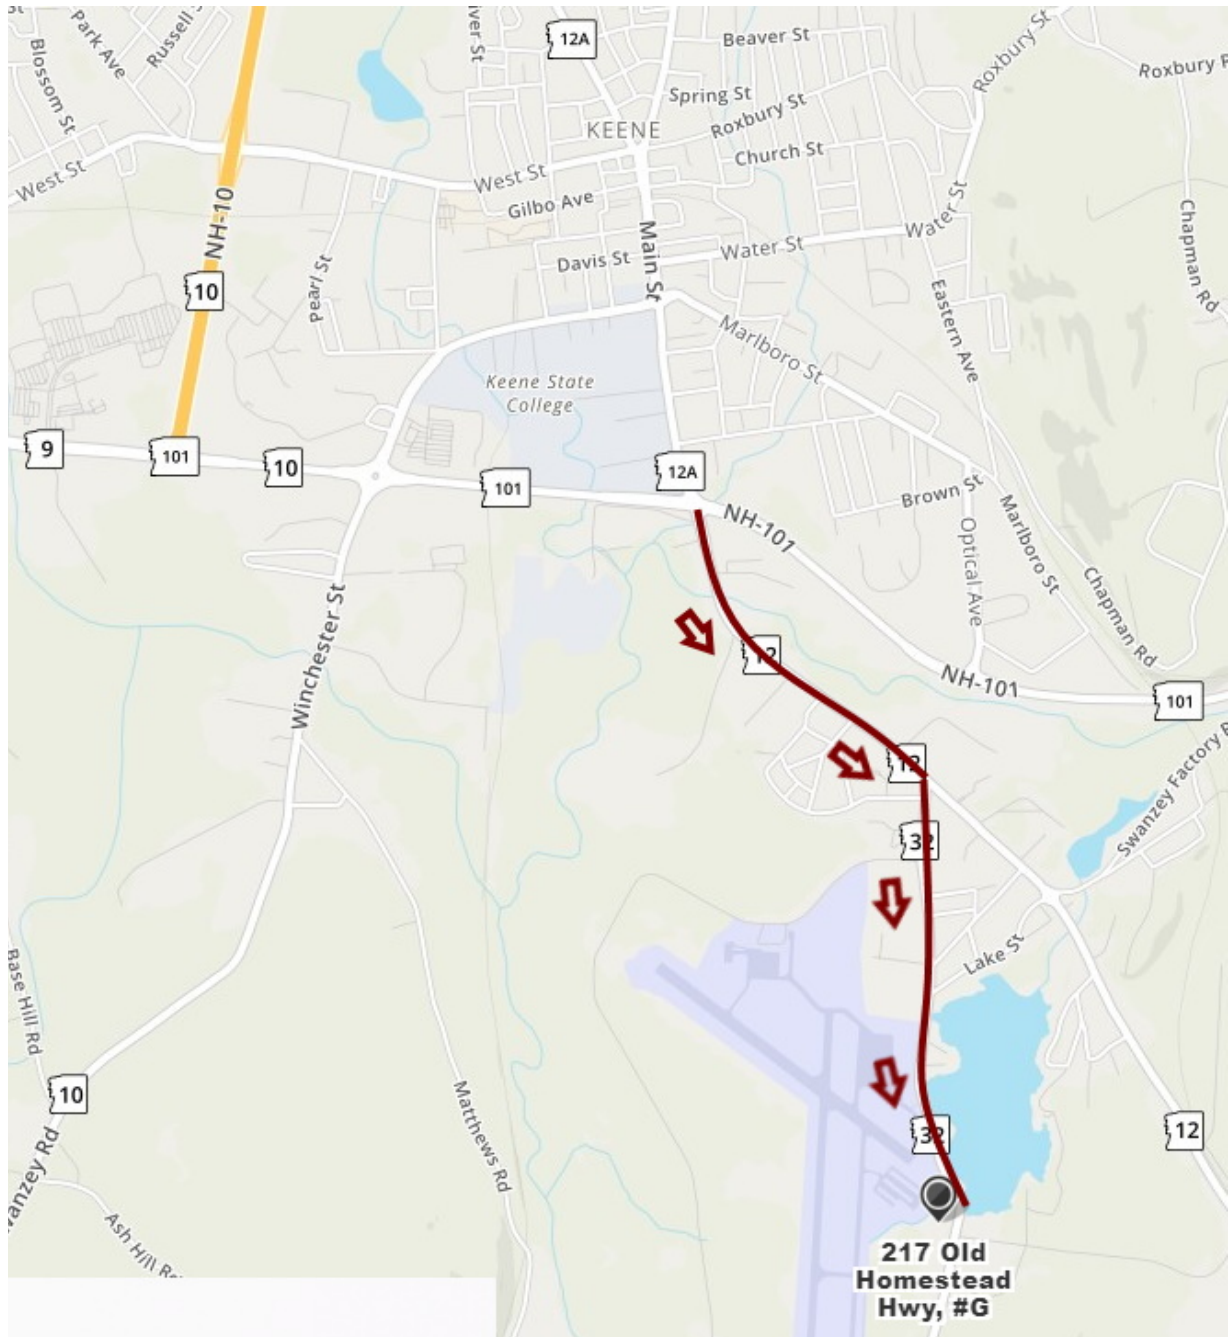 12A
Beaver St
Roxbury St
Park Ave
Russell S
Blossom St
Spring St
Roxbury St
KEENE
Church St
West St
West St
Gilbo Ave
NH-10
Main St
Water St
Water St
Chapman Rd
Davis St
10
Pearl St
Eastern Ave
Marlboro St
Keene State
College
9
101
10
101
12A
Brown St
NH-101
Optical Ave
Marlboro St
Chapman Rd
Winchester St
12
NH-101
101
12
Swanzey Factory R
32
Lake St
Base Hill Rd
10
Matthews Rd
32
12
wanzey Rd
Ash Hill Rd
217 Old
Homestead
Hwy, #G